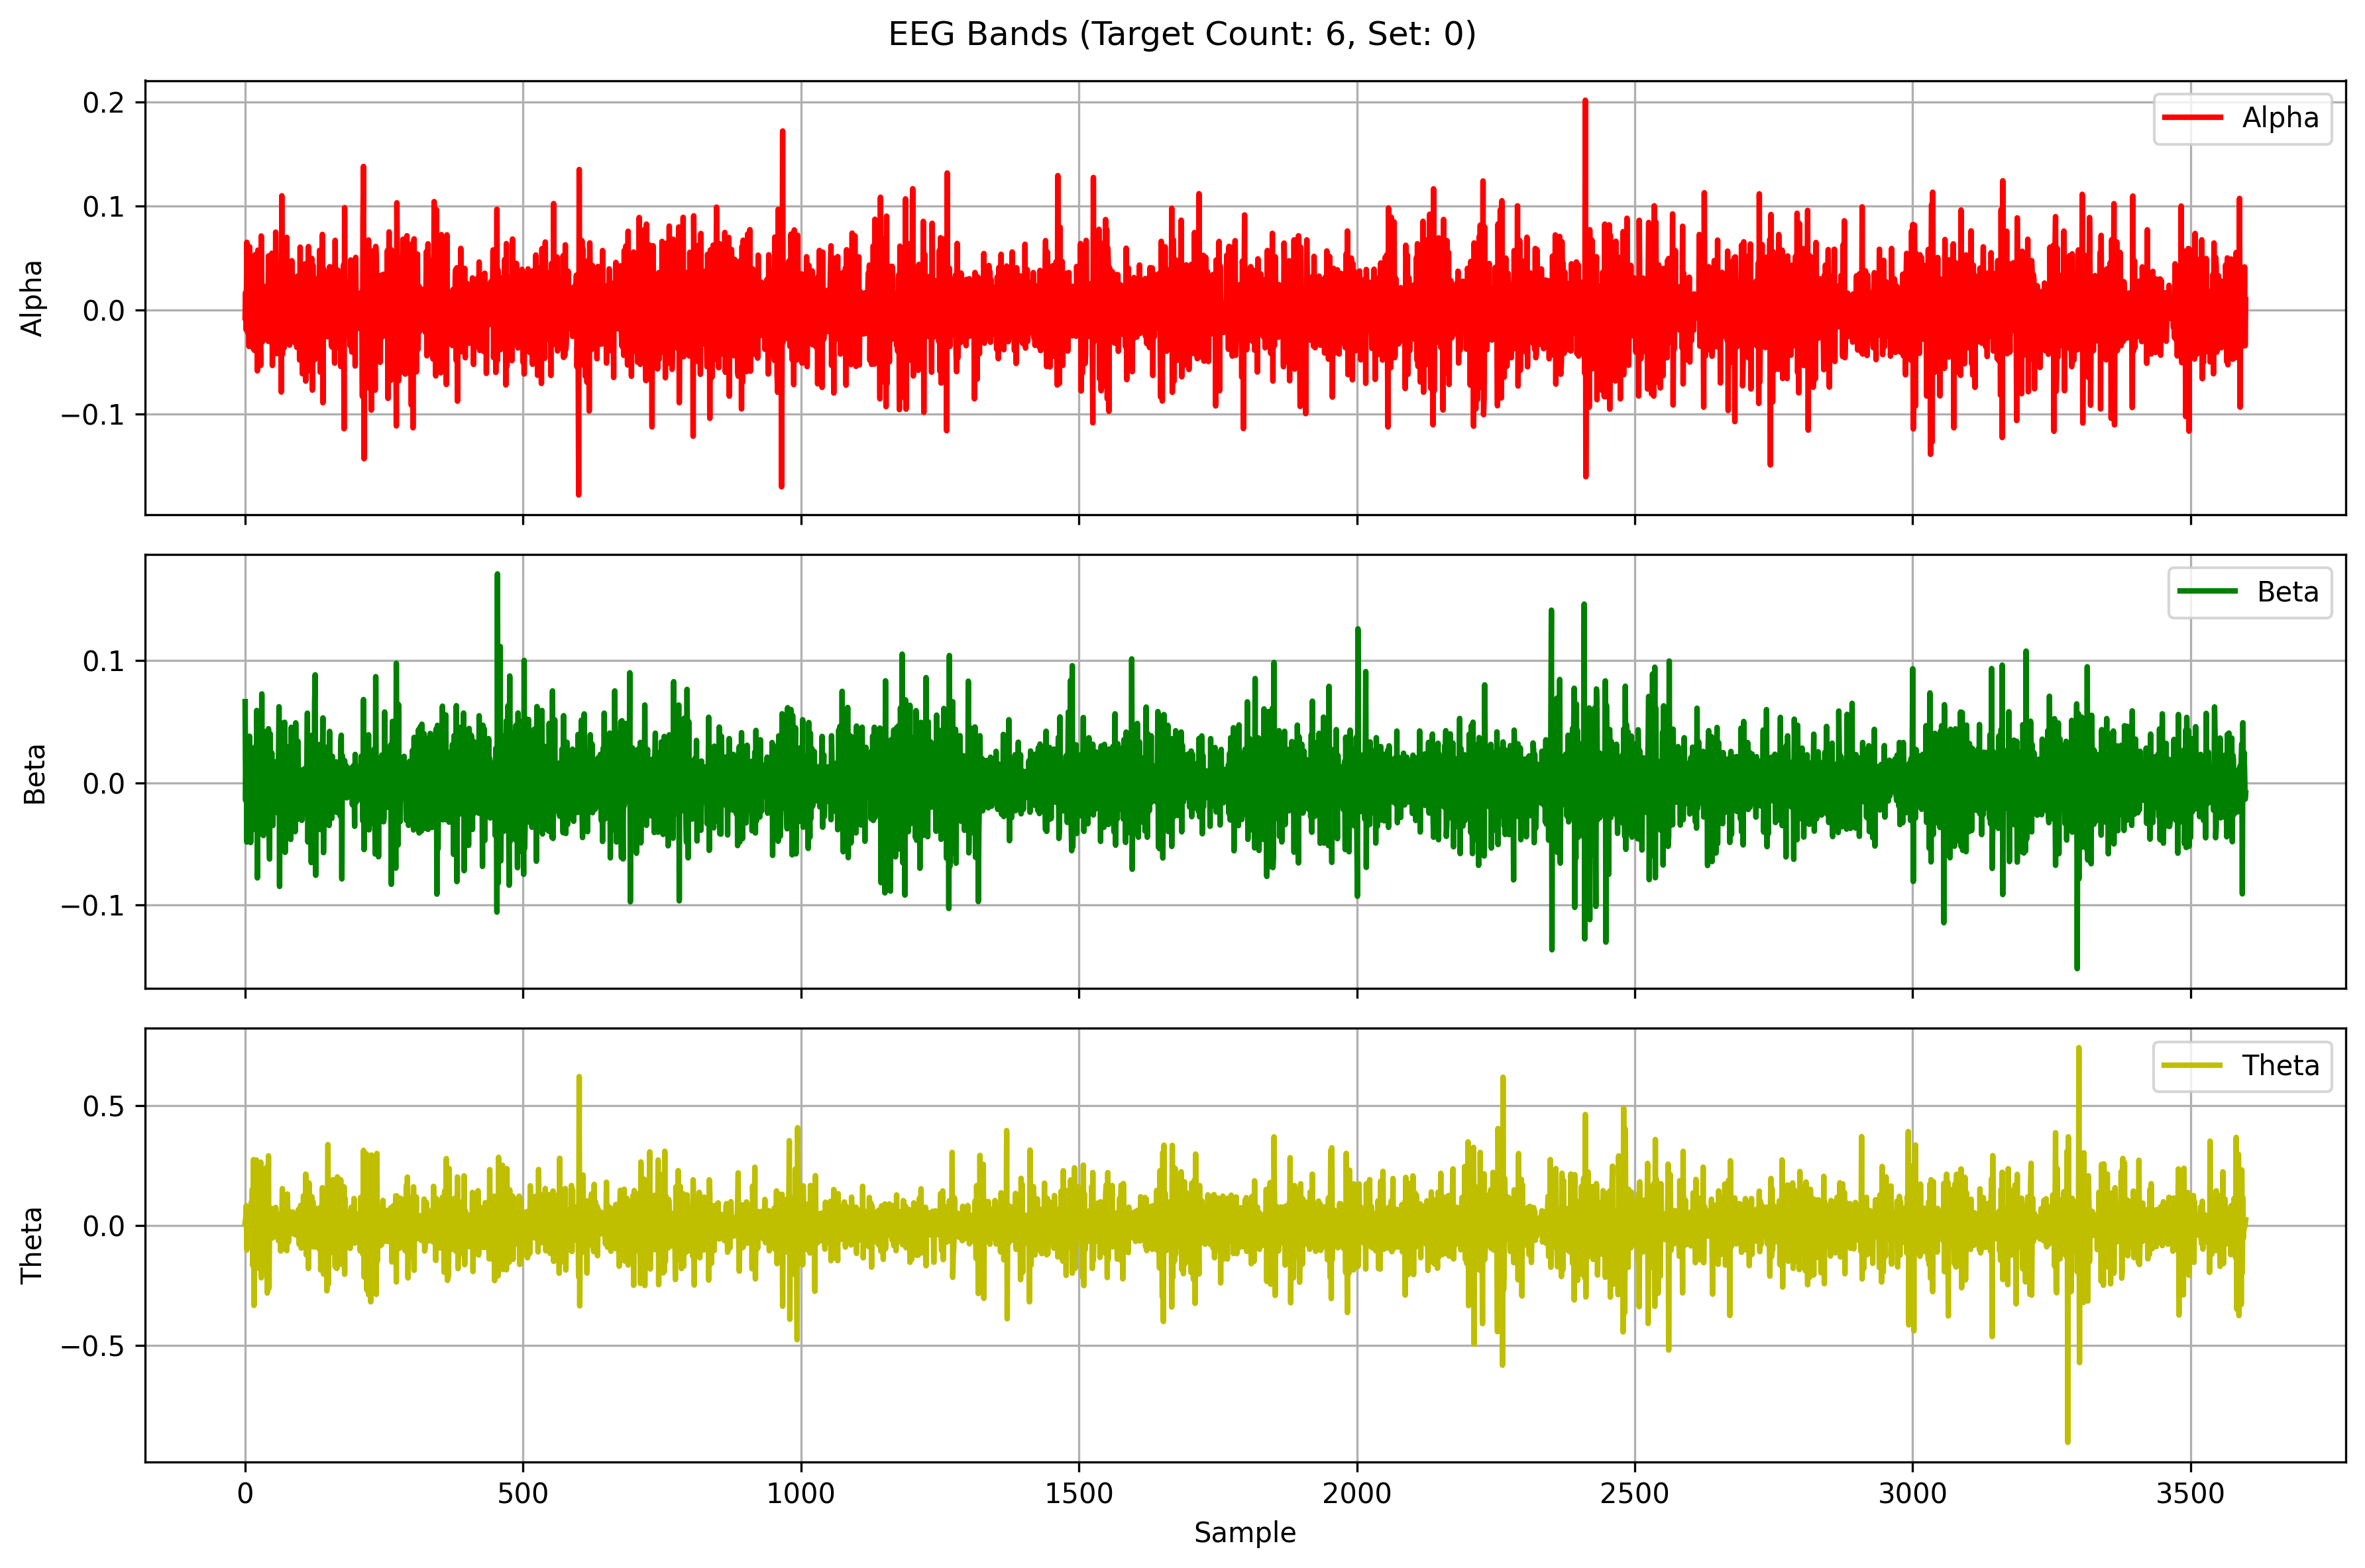 EEG Bands (Target Count: 6, Set: 0)
0.2
0.1
0.0
−0.1
Alpha
Alpha
0.1
0.0
−0.1
Beta
Beta
0.5
0.0
−0.5
Theta
Theta
0 500 1000 1500 2000 2500 3000 3500
Sample